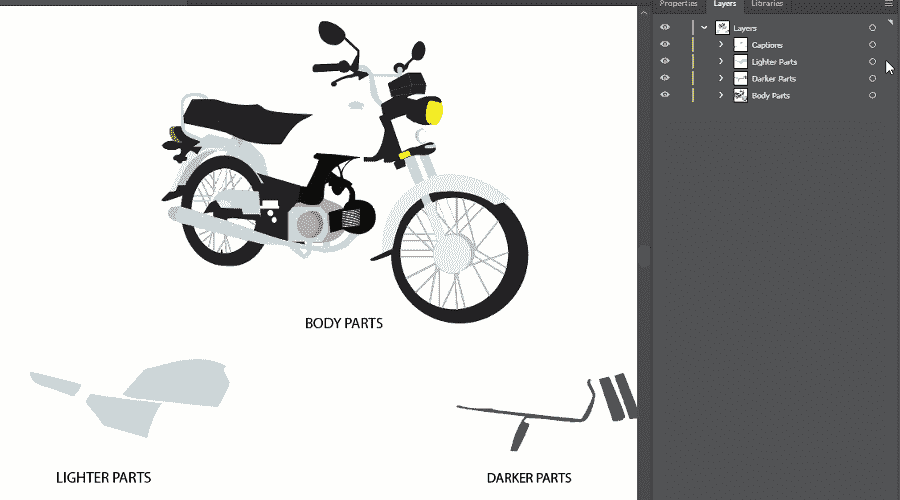 Properties Layers Libraries
Layers
Captions
Lighter Parts
Darker Parts
Body Parts
BODY PARTS
LIGHTER PARTS
DARKER PARTS